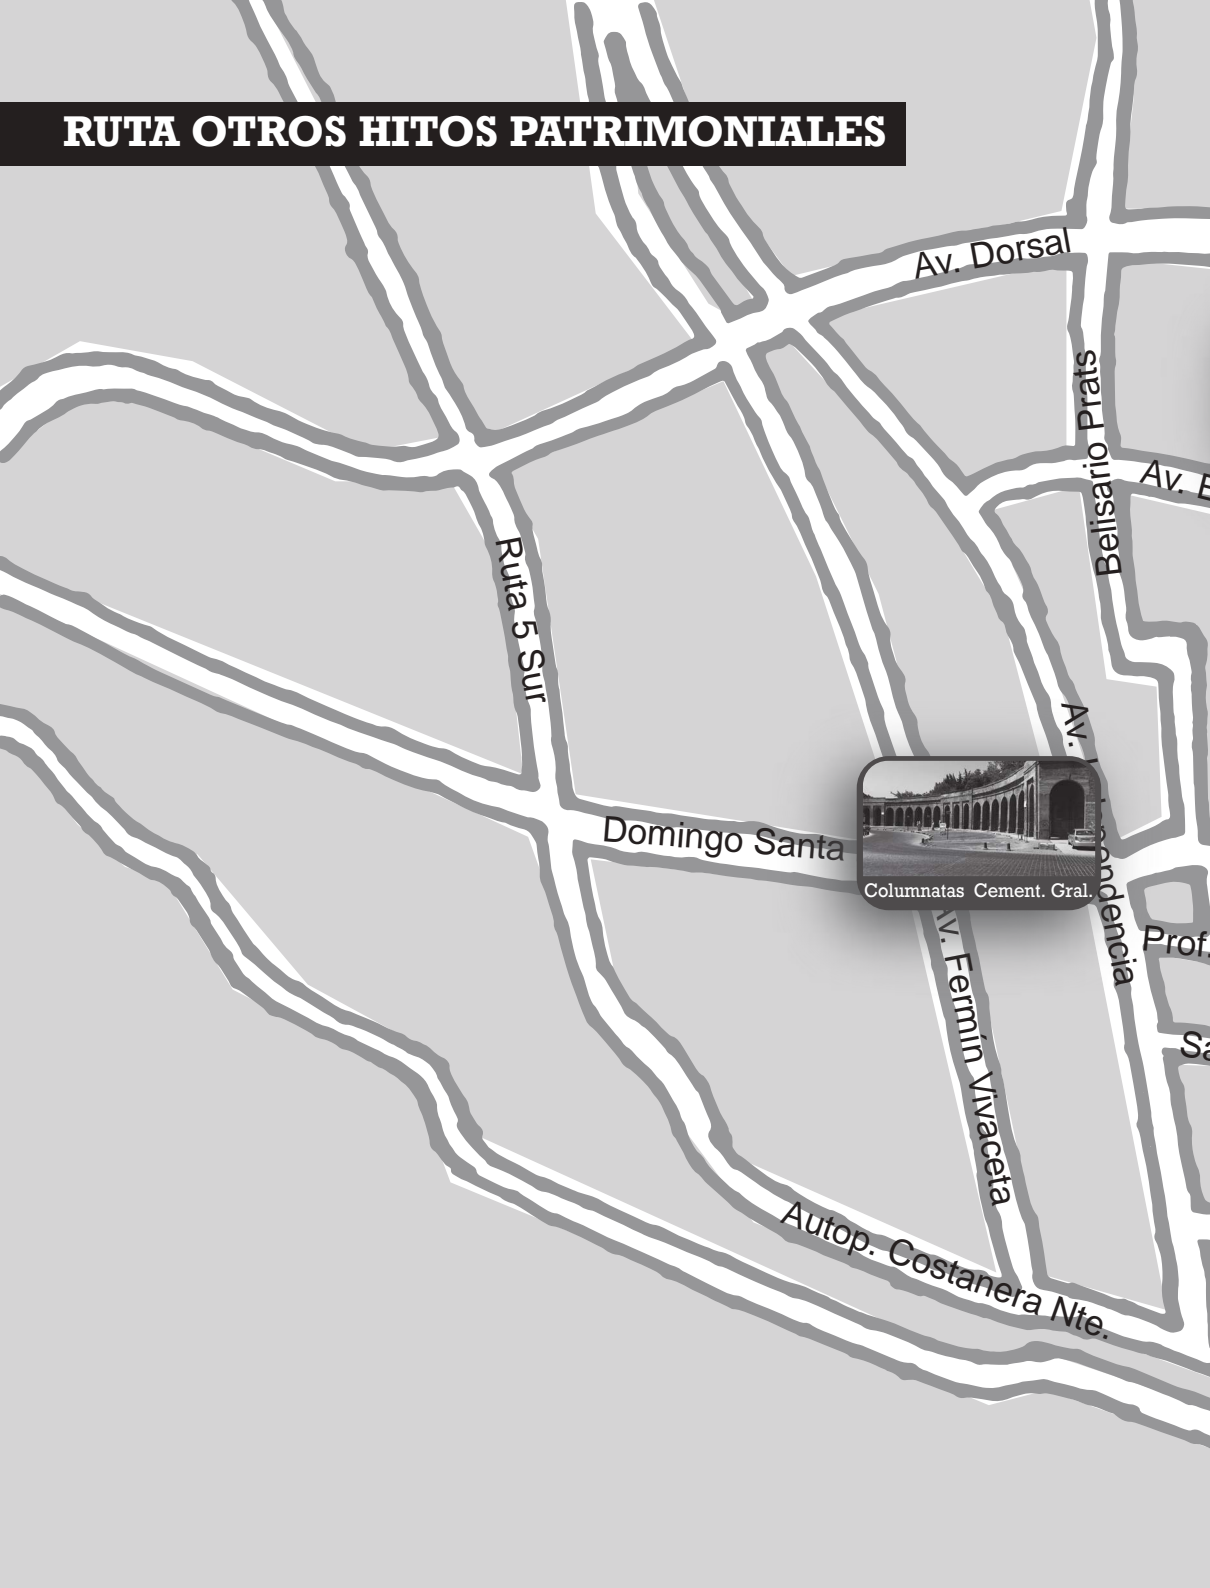 RUTA OTROS HITOS PATRIMONIALES
Av. Dorsal
Belisario Prats
Av.
Ruta 5 Sur
Av.
Domingo Santa
Columnatas Cement. Gral.
Prof.
Av. Fermín Vivaceta
Autop. Costanera Nte.